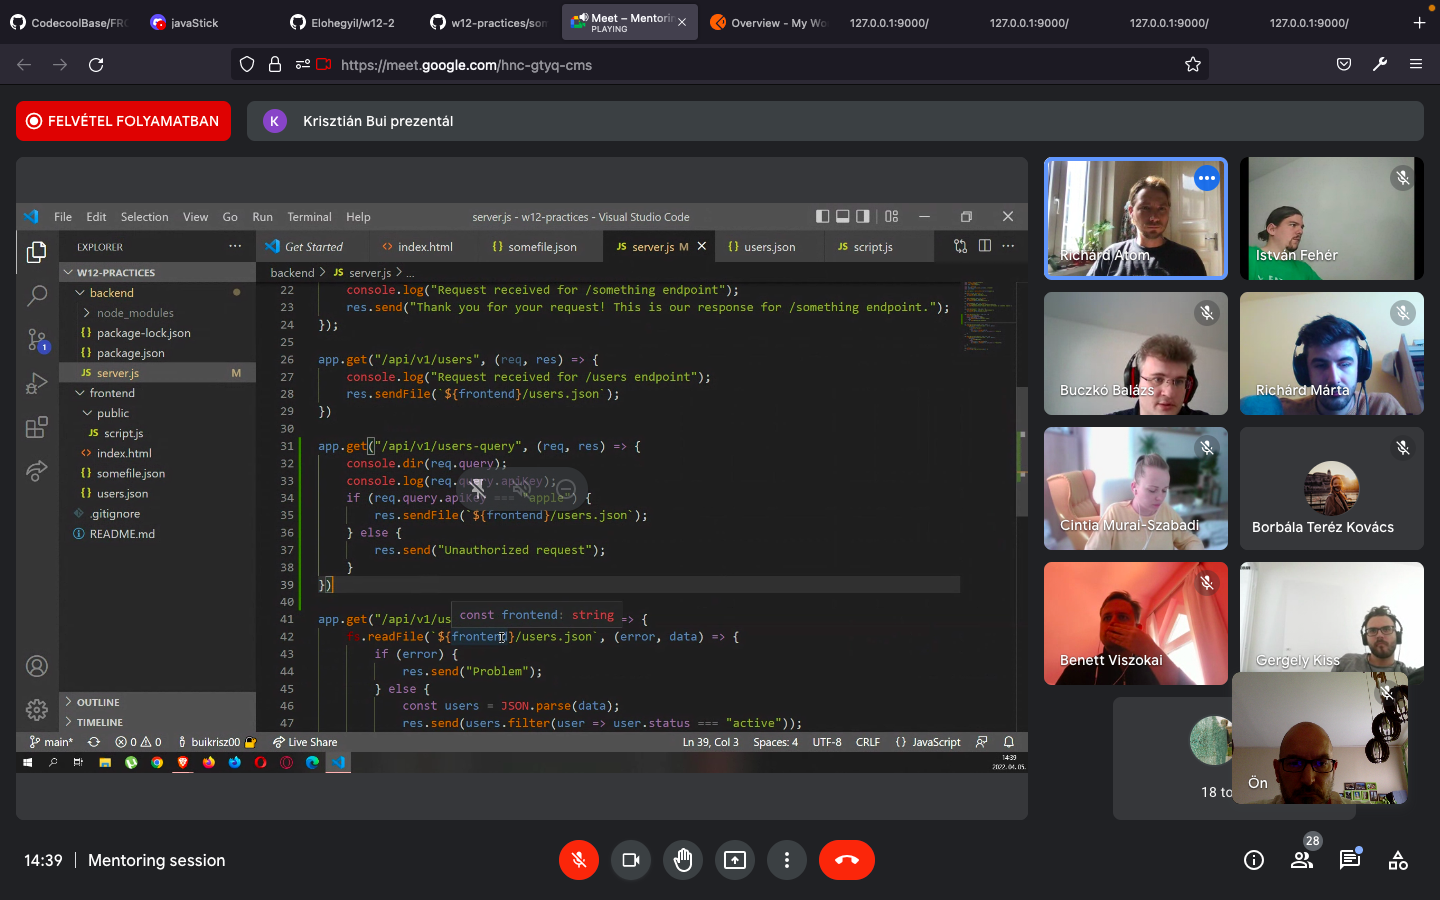 CodecoolBase/FRO
javaStick
Elohegyil/w12-2
w12-practices/som
Meet – Mentorin
PLAYING
Overview - My Wo
127.0.0.1:9000/
127.0.0.1:9000/
127.0.0.1:9000/
127.0.0.1:9000/
https://meet.google.com/hnc-gtyq-cms
FELVÉTEL FOLYAMATBAN
K
Krisztián Bui prezentál
File Edit Selection View Go Run Terminal Help
server.js - w12-practices - Visual Studio Code
EXPLORER
Get Started
index.html
somefile.json
server.js M
users.json
script.js
W12-PRACTICES
backend
node_modules
package-lock.json
package.json
server.js M
frontend
public
script.js
index.html
somefile.json
users.json
.gitignore
README.md
OUTLINE
TIMELINE
1
backend > JS server.js > ...
22 console.log("Request received for /something endpoint");
23 res.send("Thank you for your request! This is our response for /something endpoint.");
24 });
25
26 app.get("/api/v1/users", (req, res) => {
27 console.log("Request received for /users endpoint");
28 res.sendFile(`${frontend}/users.json`);
29 })
30
31 app.get("/api/v1/users-query", (req, res) => {
32 console.dir(req.query);
33 console.log(req.query.apiKey);
34 if (req.query.apiKey === "apple") {
35 res.sendFile(`${frontend}/users.json`);
36 } else {
37 res.send("Unauthorized request");
38 }
39 })
40
const frontend: string
41 app.get("/api/v1/us => {
42 fs.readFile(`${frontend}/users.json`, (error, data) => {
43 if (error) {
44 res.send("Problem");
45 } else {
46 const users = JSON.parse(data);
47 res.send(users.filter(user => user.status === "active"));
main*
0 0
buikrisz00
Live Share
Ln 39, Col 3
Spaces: 4
UTF-8
CRLF
JavaScript
14:39
2022. 04. 05.
Richárd Atom
István Fehér
Buczkó Balázs
Richárd Márta
Cintia Murai-Szabadi
Borbála Teréz Kovács
Benett Viszokai
Gergely Kiss
18 to
Ön
14:39 | Mentoring session
28